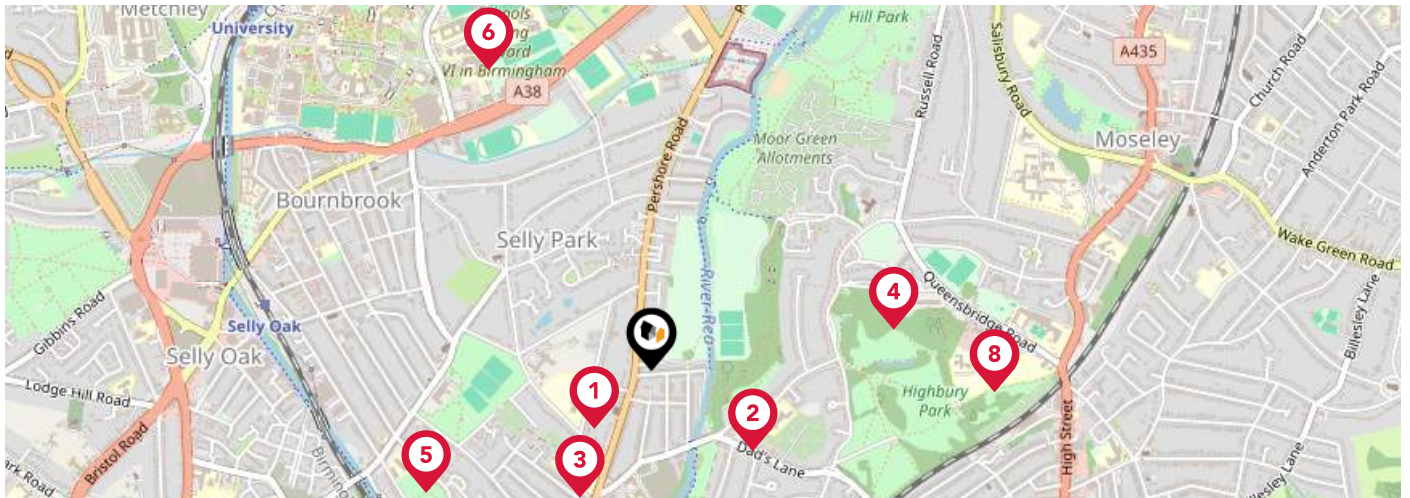 Metchley
University
6
VI in Birmingham
A38
Hill Park
Russell Road
Salisbury Road
A435
Church Road
Anderton Park Road
Moseley
Moor Green
Allotments
Pershore Road
Bournbrook
Selly Park
Wake Green Road
River Rea
4
Queensbridge Road
Gibbins Road
Selly Oak
Selly Oak
Billesley Lane
8
Lodge Hill Road
1
Highbury
Park
2
Bristol Road
5
3
Dad's Lane
High Street
Billesley Lane
Park Road